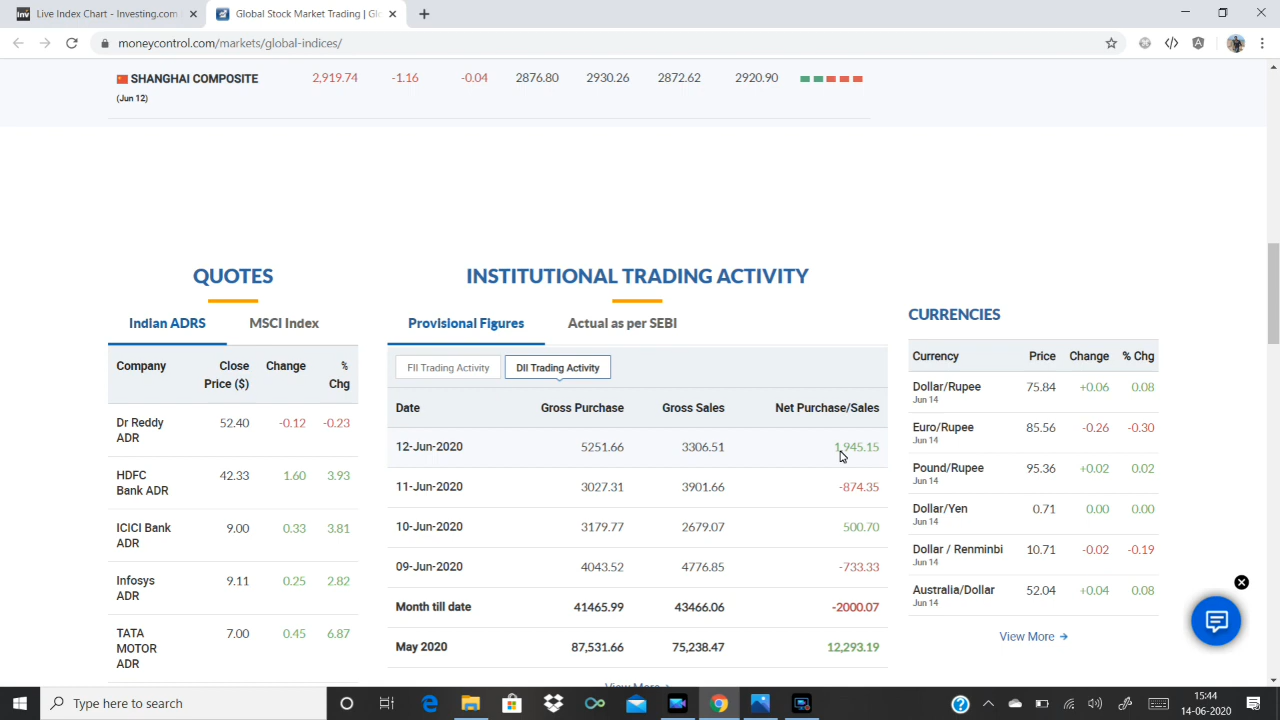 Live Index Chart - Investing.com
Global Stock Market Trading | Gl
moneycontrol.com/markets/global-indices/
SHANGHAI COMPOSITE 2,919.74 -1.16 -0.04 2876.80 2930.26 2872.62 2920.90
(Jun 12)
QUOTES
Indian ADRS MSCI Index
Company Close Price ($) Change % Chg
Dr Reddy ADR 52.40 -0.12 -0.23
HDFC Bank ADR 42.33 1.60 3.93
ICICI Bank ADR 9.00 0.33 3.81
Infosys ADR 9.11 0.25 2.82
TATA MOTOR ADR 7.00 0.45 6.87
INSTITUTIONAL TRADING ACTIVITY
Provisional Figures Actual as per SEBI
FII Trading Activity DII Trading Activity
Date Gross Purchase Gross Sales Net Purchase/Sales
12-Jun-2020 5251.66 3306.51 1,945.15
11-Jun-2020 3027.31 3901.66 -874.35
10-Jun-2020 3179.77 2679.07 500.70
09-Jun-2020 4043.52 4776.85 -733.33
Month till date 41465.99 43466.06 -2000.07
May 2020 87,531.66 75,238.47 12,293.19
View More
CURRENCIES
Currency Price Change % Chg
Dollar/Rupee 75.84 +0.06 0.08
Jun 14
Euro/Rupee 85.56 -0.26 -0.30
Jun 14
Pound/Rupee 95.36 +0.02 0.02
Jun 14
Dollar/Yen 0.71 0.00 0.00
Jun 14
Dollar / Renminbi 10.71 -0.02 -0.19
Jun 14
Australia/Dollar 52.04 +0.04 0.08
Jun 14
View More →
Type here to search
15:44
14-06-2020